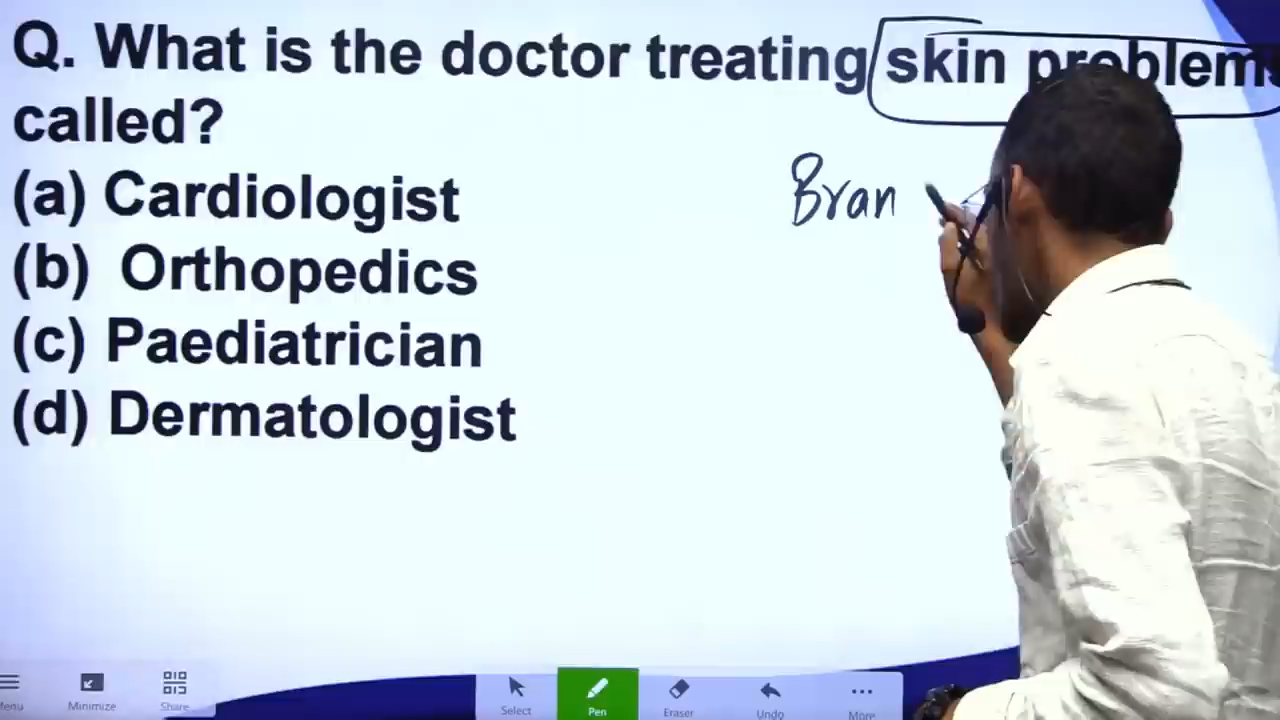 Q. What is the doctor treating skin problems
called?
(a) Cardiologist
Bran
(b) Orthopedics
(c) Paediatrician
(d) Dermatologist
Menu Minimize Share Select Pen Eraser Undo More